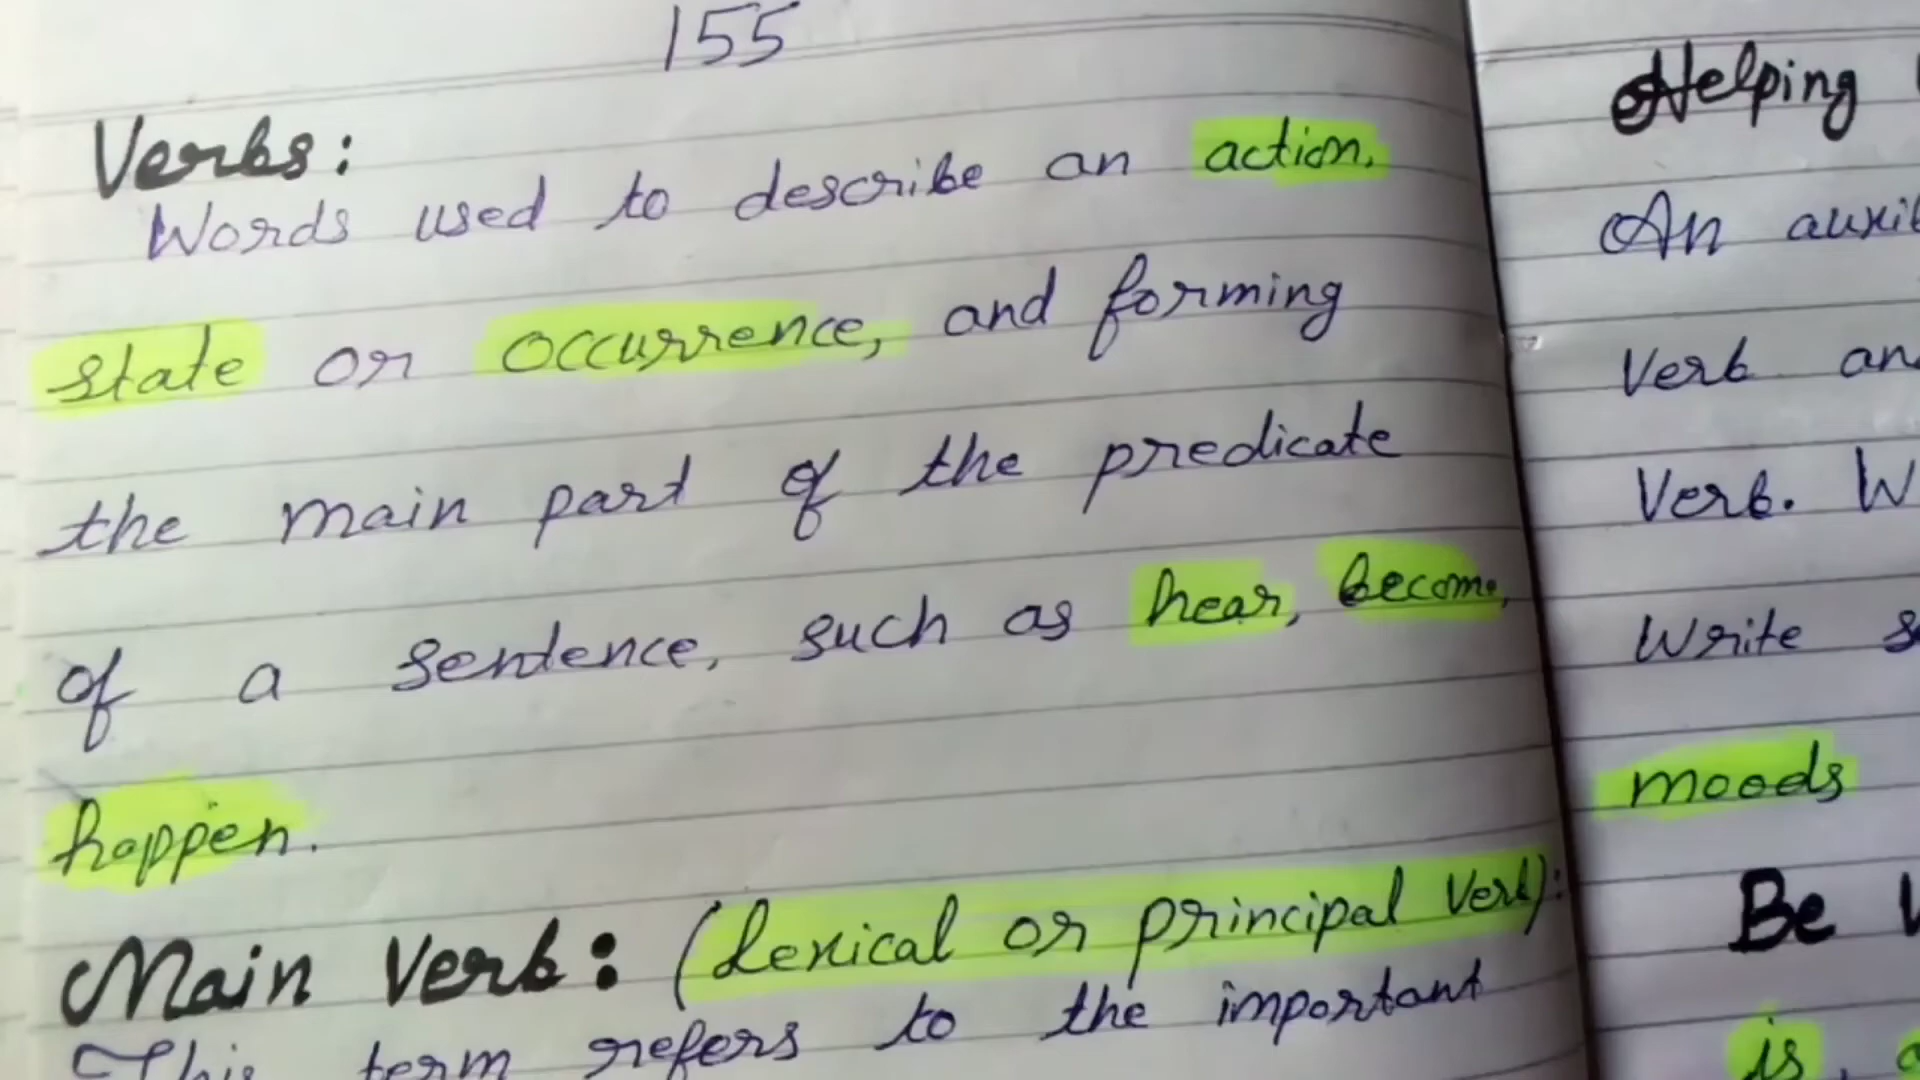 155
Verbs:
Words used to describe an action,
state or occurrence, and forming
the main part of the predicate
of a sentence, such as hear, become,
happen.
Main Verb: (Lexical or principal Verb):
This term refers to the important
Helping
An
Verb
Verb.
Write
moods
Be
is,